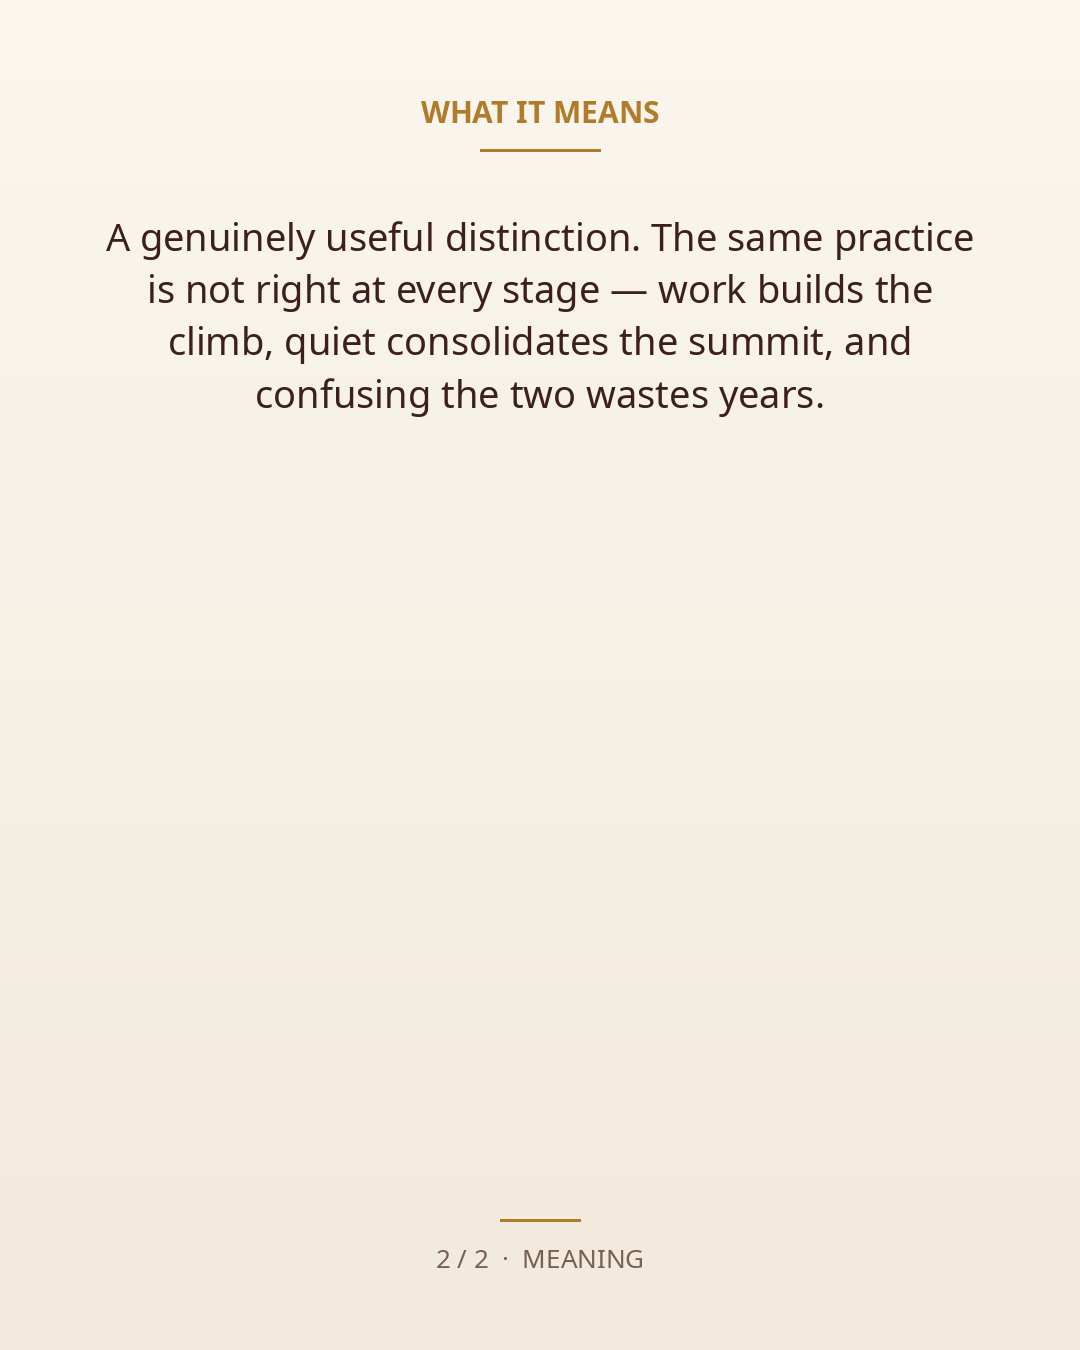 WHAT IT MEANS
A genuinely useful distinction. The same practice
is not right at every stage — work builds the
climb, quiet consolidates the summit, and
confusing the two wastes years.
2 / 2 · MEANING